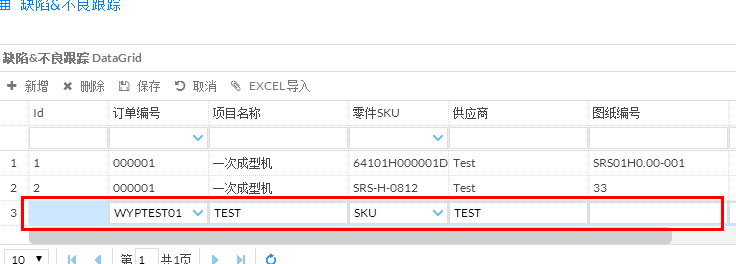 缺陷&不良跟踪
缺陷&不良跟踪 DataGrid
新增 删除 保存 取消 EXCEL导入
Id 订单编号 项目名称 零件SKU 供应商 图纸编号
1 1 000001 一次成型机 64101H000001D Test SRS01H0.00-001
2 2 000001 一次成型机 SRS-H-0812 Test 33
3 WYPTEST01 TEST SKU TEST
10 第 1 共1页